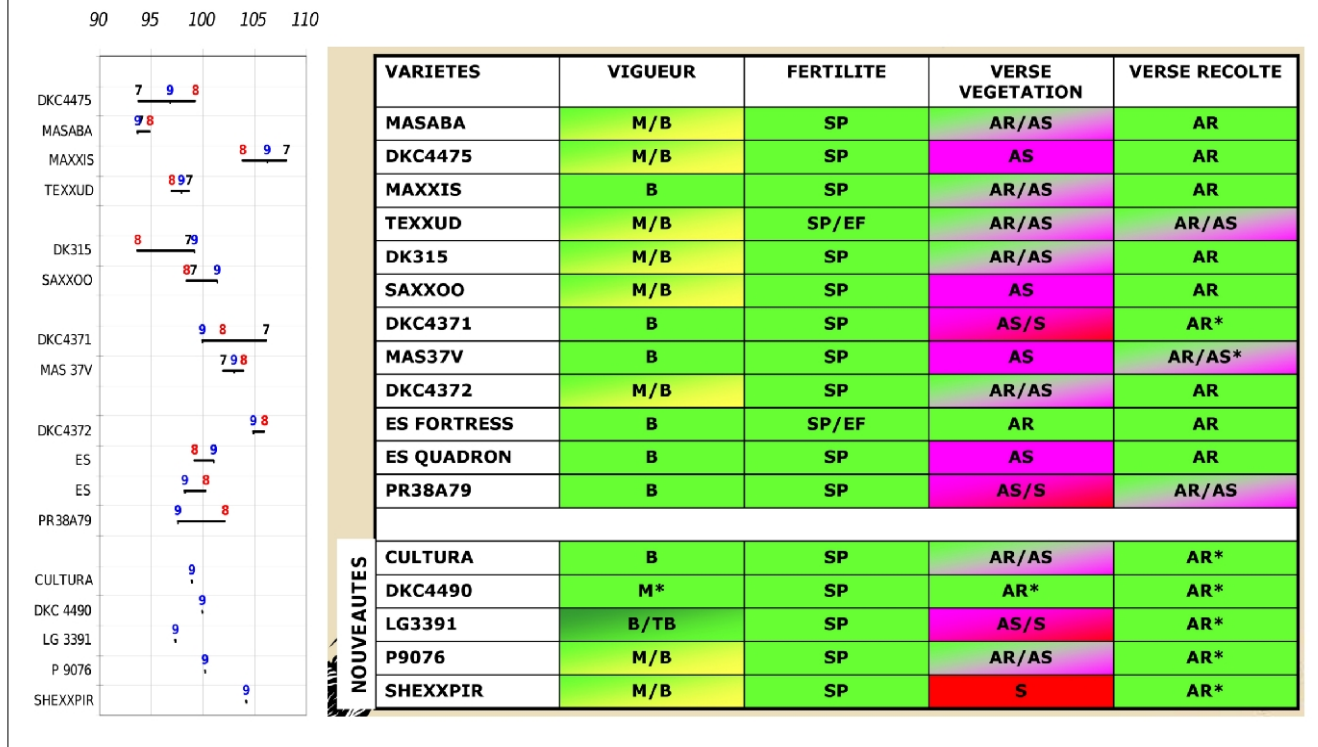 90 95 100 105 110
7 9 8
DKC4475
9 7 8
MASABA
8 9 7
MAXXIS
8 9 7
TEXXUD
8 7 9
DK315
8 7 9
SAXXOO
9 8 7
DKC4371
7 9 8
MAS 37V
9 8
DKC4372
8 9
ES
9 8
ES
9 8
PR38A79
9
CULTURA
9
DKC 4490
9
LG 3391
9
P 9076
9
SHEXXPIR
VARIETES VIGUEUR FERTILITE VERSE VEGETATION VERSE RECOLTE
MASABA M/B SP AR/AS AR
DKC4475 M/B SP AS AR
MAXXIS B SP AR/AS AR
TEXXUD M/B SP/EF AR/AS AR/AS
DK315 M/B SP AR/AS AR
SAXXOO M/B SP AS AR
DKC4371 B SP AS/S AR*
MAS37V B SP AS AR/AS*
DKC4372 M/B SP AR/AS AR
ES FORTRESS B SP/EF AR AR
ES QUADRON B SP AS AR
PR38A79 B SP AS/S AR/AS
NOUVEAUTES
CULTURA B SP AR/AS AR*
DKC4490 M* SP AR* AR*
LG3391 B/TB SP AS/S AR*
P9076 M/B SP AR/AS AR*
SHEXXPIR M/B SP S AR*